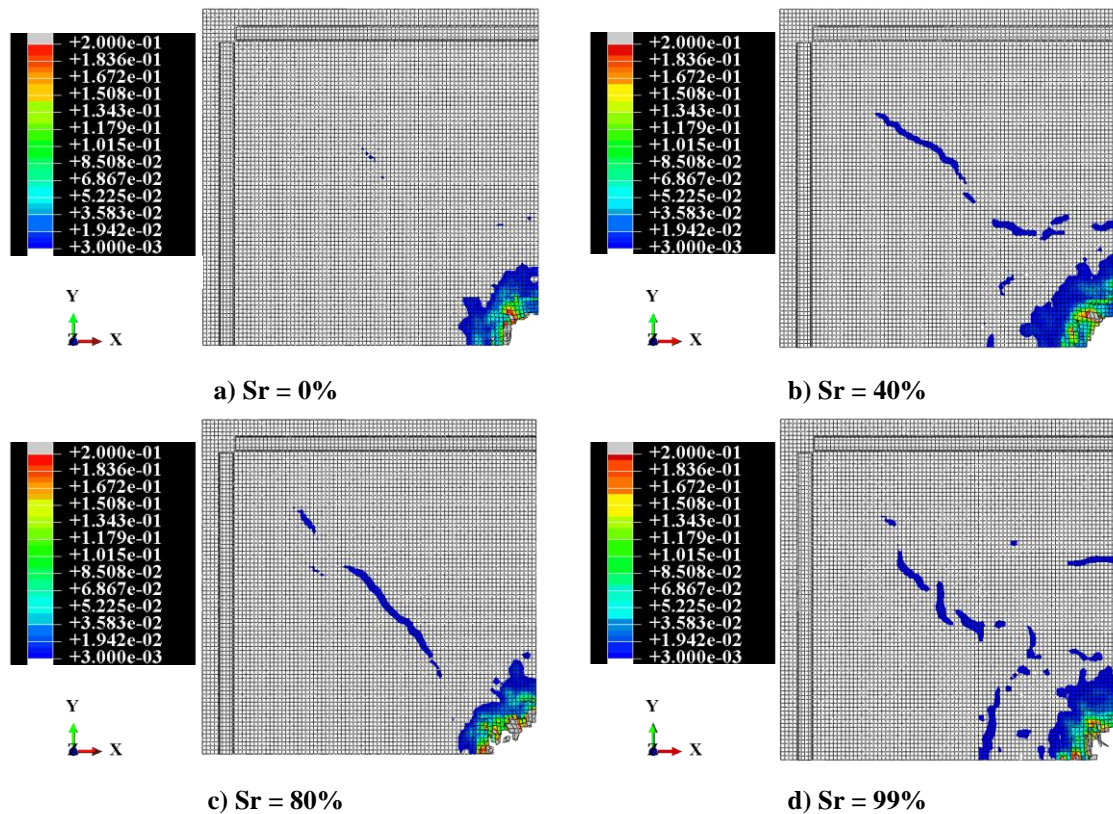 +2.000e-01
+1.836e-01
+1.672e-01
+1.508e-01
+1.343e-01
+1.179e-01
+1.015e-01
+8.508e-02
+6.867e-02
+5.225e-02
+3.583e-02
+1.942e-02
+3.000e-03
Y
Z X
a) Sr = 0%
+2.000e-01
+1.836e-01
+1.672e-01
+1.508e-01
+1.343e-01
+1.179e-01
+1.015e-01
+8.508e-02
+6.867e-02
+5.225e-02
+3.583e-02
+1.942e-02
+3.000e-03
Y
Z X
b) Sr = 40%
+2.000e-01
+1.836e-01
+1.672e-01
+1.508e-01
+1.343e-01
+1.179e-01
+1.015e-01
+8.508e-02
+6.867e-02
+5.225e-02
+3.583e-02
+1.942e-02
+3.000e-03
Y
Z X
c) Sr = 80%
+2.000e-01
+1.836e-01
+1.672e-01
+1.508e-01
+1.343e-01
+1.179e-01
+1.015e-01
+8.508e-02
+6.867e-02
+5.225e-02
+3.583e-02
+1.942e-02
+3.000e-03
Y
Z X
d) Sr = 99%